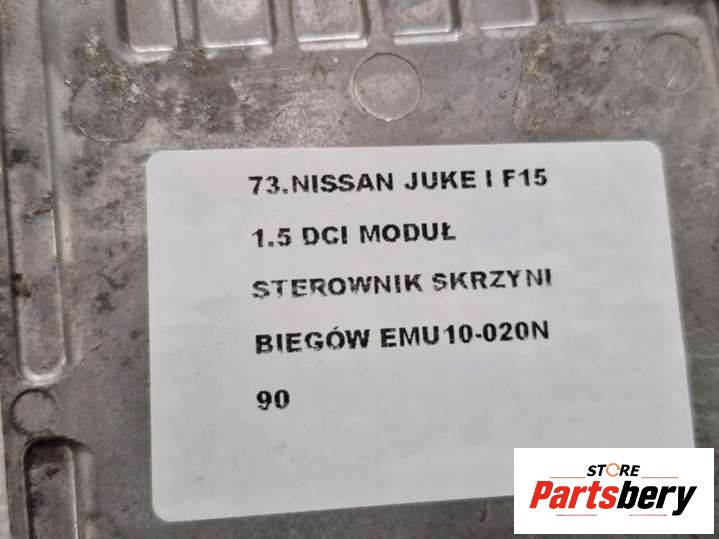 73.NISSAN JUKE I F15
1.5 DCI MODUŁ
STEROWNIK SKRZYNI
BIEGÓW EMU10-020N
90
STORE
Partsbery